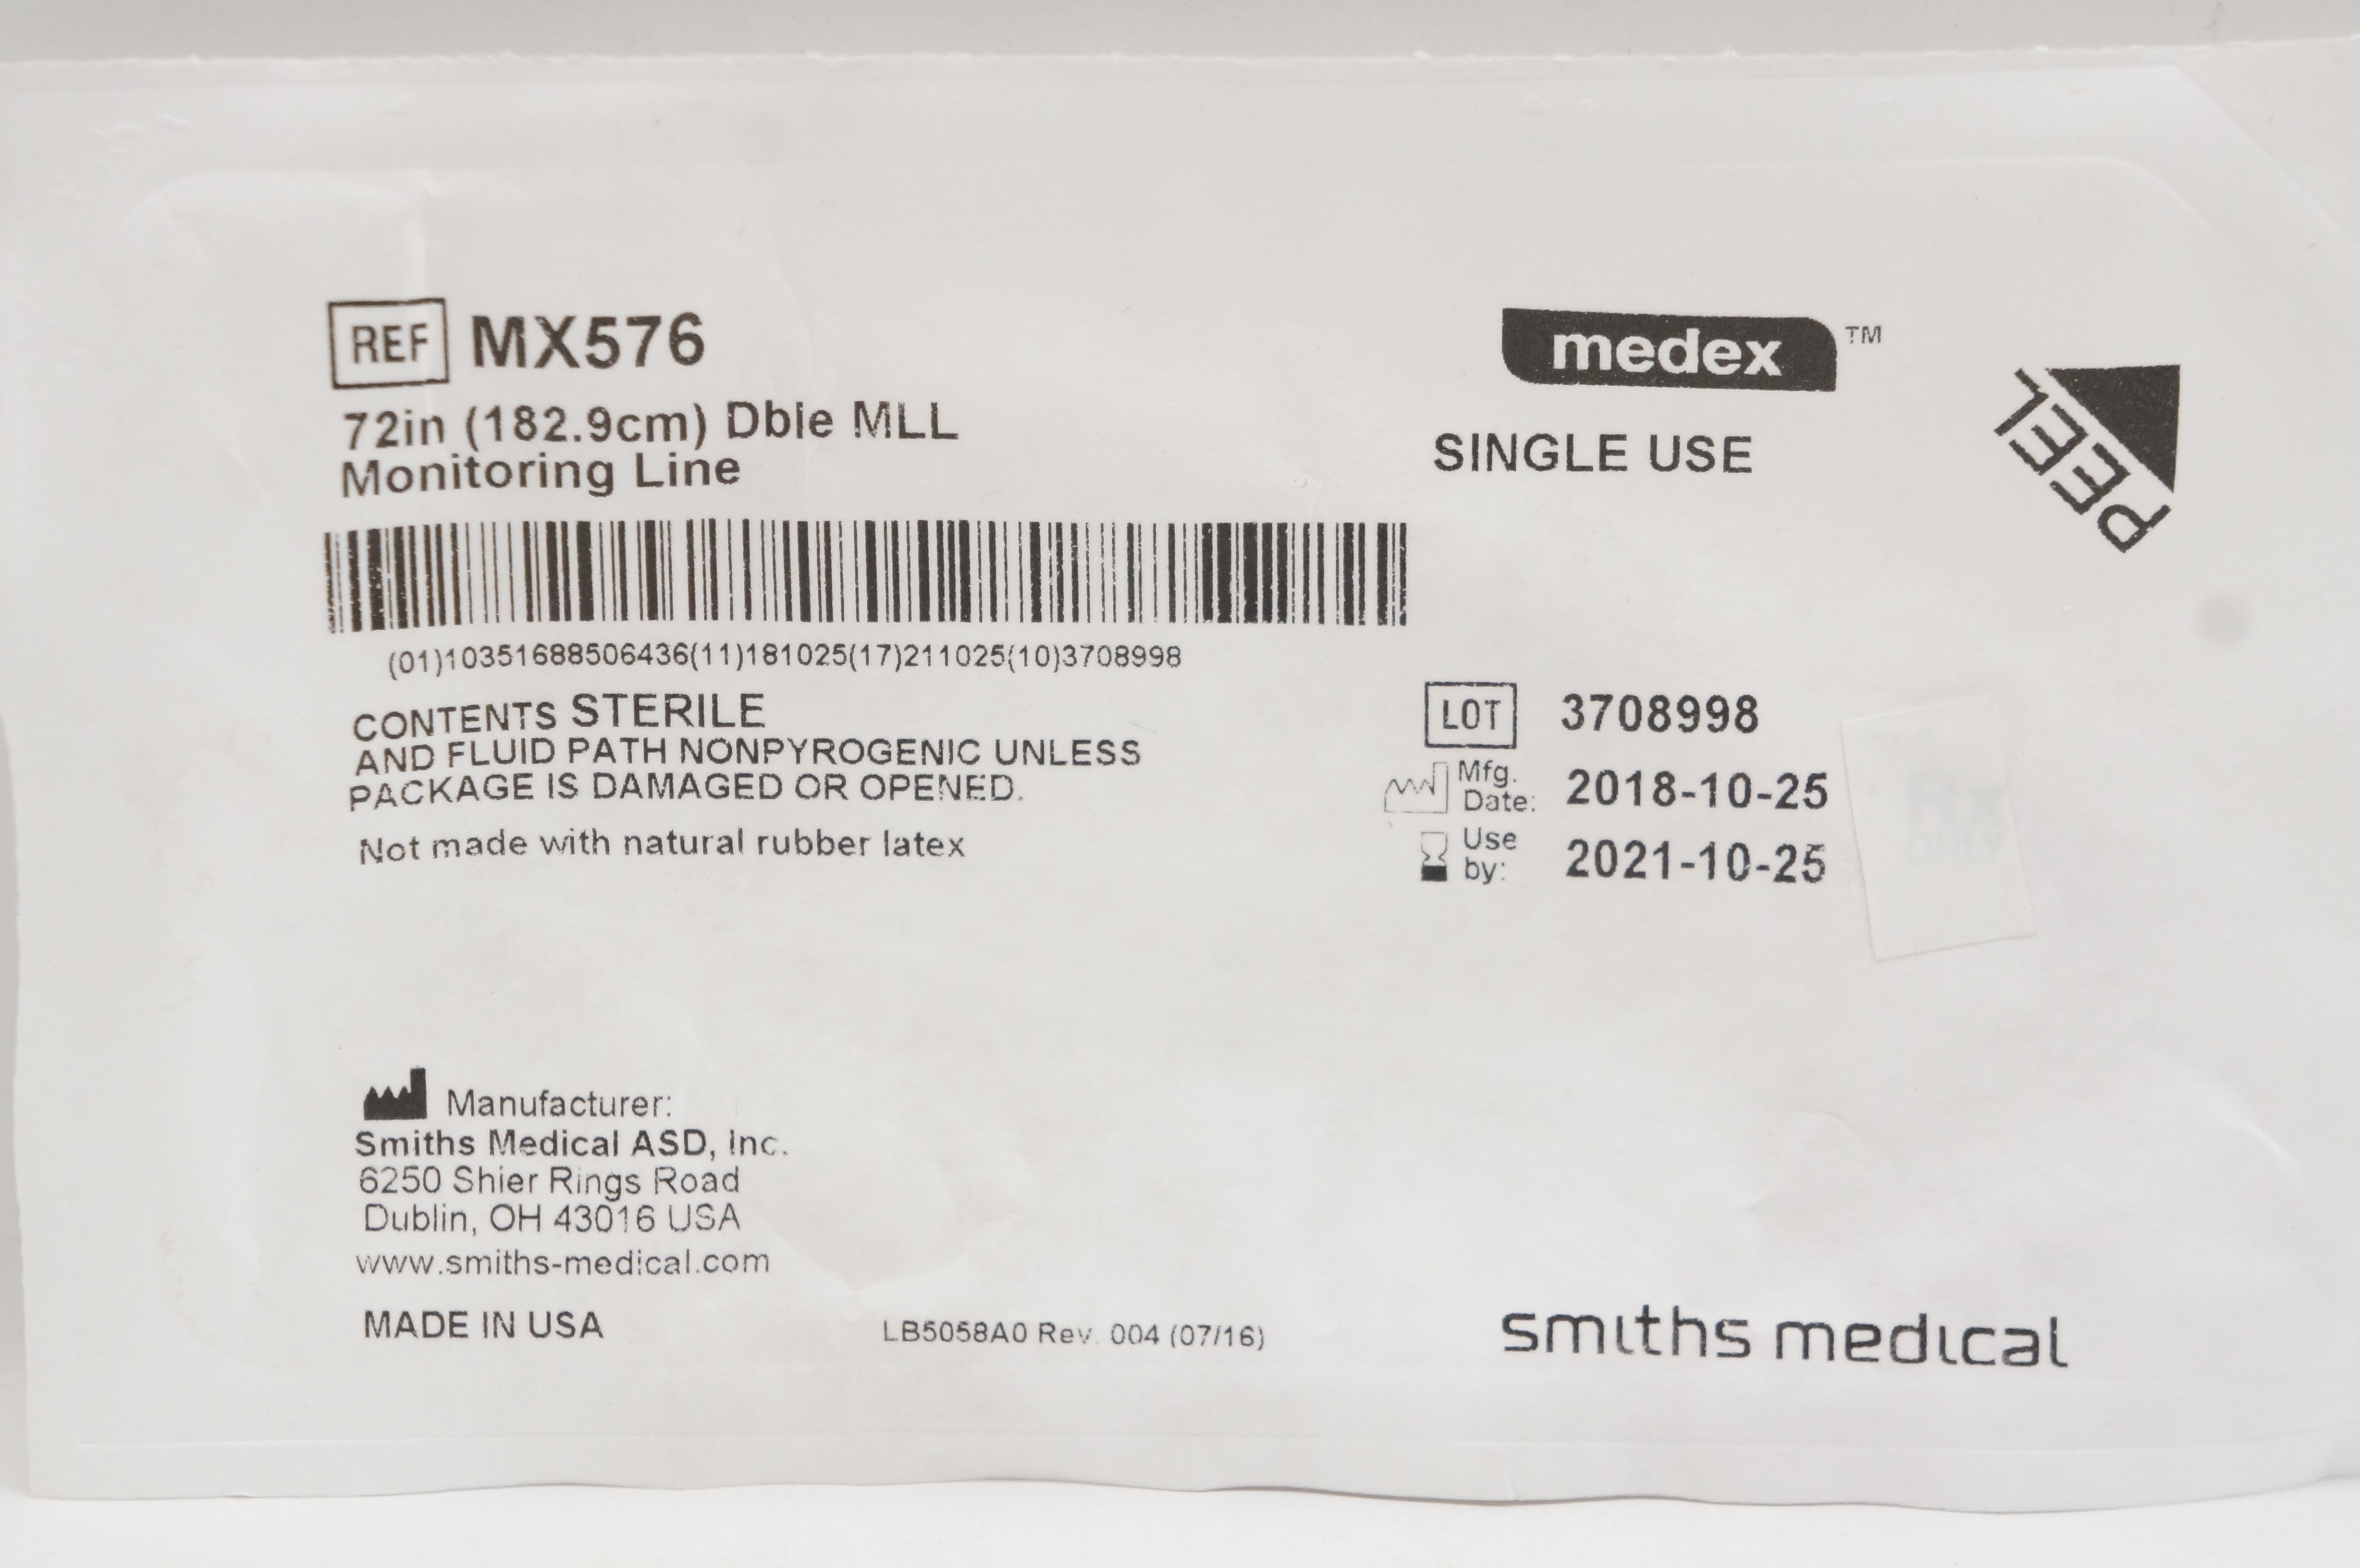 REF MX576
72in (182.9cm) Dble MLL
Monitoring Line
(01)10351688506436(11)181025(17)211025(10)3708998
CONTENTS STERILE
AND FLUID PATH NONPYROGENIC UNLESS
PACKAGE IS DAMAGED OR OPENED.
Not made with natural rubber latex
medex™
SINGLE USE
PEEL
LOT 3708998
Mfg.
Date: 2018-10-25
Use
by: 2021-10-25
Manufacturer:
Smiths Medical ASD, Inc.
6250 Shier Rings Road
Dublin, OH 43016 USA
www.smiths-medical.com
MADE IN USA
LB5058A0 Rev. 004 (07/16)
smiths medical